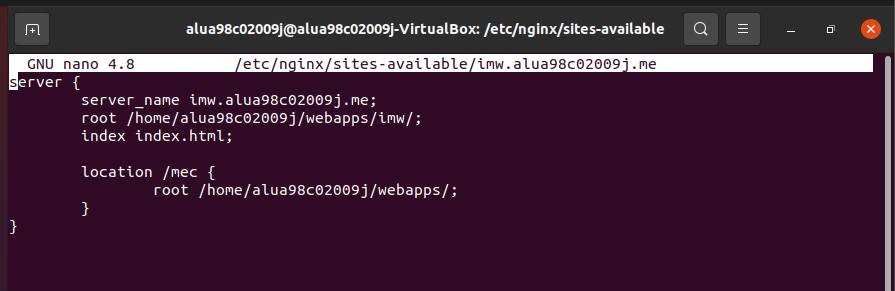 alua98c02009j@alua98c02009j-VirtualBox: /etc/nginx/sites-available
GNU nano 4.8 /etc/nginx/sites-available/imw.alua98c02009j.me
server {
server_name imw.alua98c02009j.me;
root /home/alua98c02009j/webapps/imw/;
index index.html;
location /mec {
root /home/alua98c02009j/webapps/;
}
}